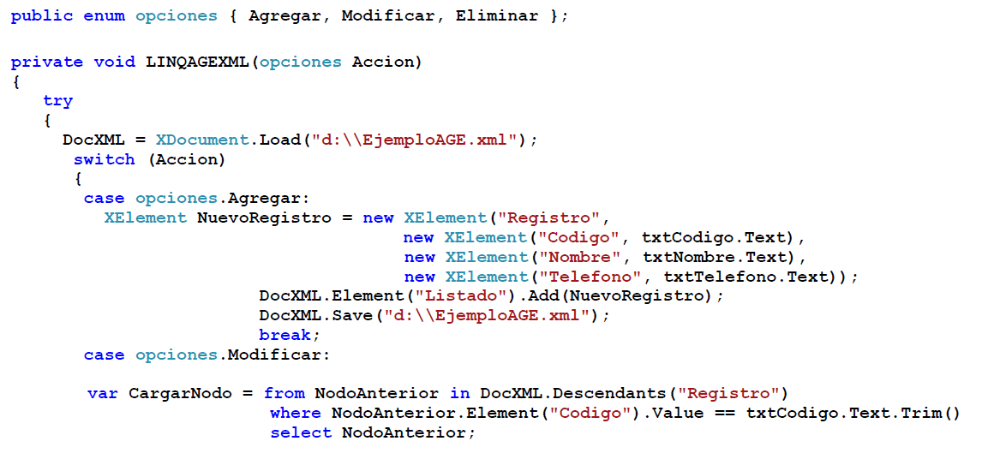 public enum opciones { Agregar, Modificar, Eliminar };
private void LINQAGEXML(opciones Accion)
{
try
{
DocXML = XDocument.Load("d:\\EjemploAGE.xml");
switch (Accion)
{
case opciones.Agregar:
XElement NuevoRegistro = new XElement("Registro",
new XElement("Codigo", txtCodigo.Text),
new XElement("Nombre", txtNombre.Text),
new XElement("Telefono", txtTelefono.Text));
DocXML.Element("Listado").Add(NuevoRegistro);
DocXML.Save("d:\\EjemploAGE.xml");
break;
case opciones.Modificar:
var CargarNodo = from NodoAnterior in DocXML.Descendants("Registro")
where NodoAnterior.Element("Codigo").Value == txtCodigo.Text.Trim()
select NodoAnterior;